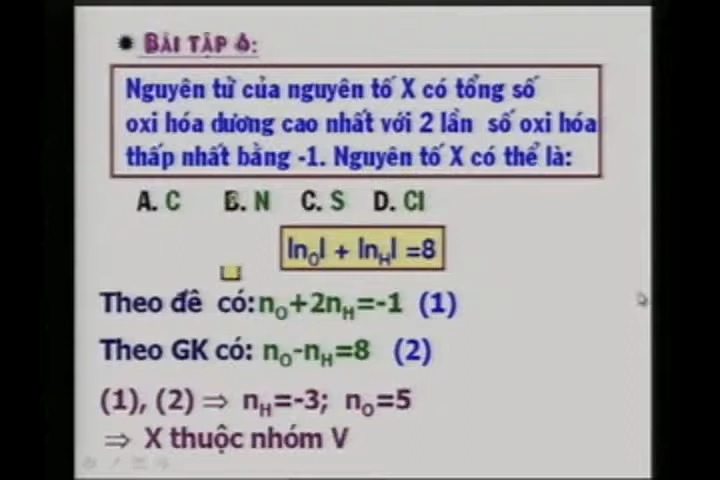 BÀI TẬP 6:
Nguyên tử của nguyên tố X có tổng số
oxi hóa dương cao nhất với 2 lần số oxi hóa
thấp nhất bằng -1. Nguyên tố X có thể là:
A. C B. N C. S D. Cl
|nO| + |nH| =8
Theo đê có: nO+2nH=-1 (1)
Theo GK có: nO-nH=8 (2)
(1), (2) ⇒ nH=-3; nO=5
⇒ X thuộc nhóm V